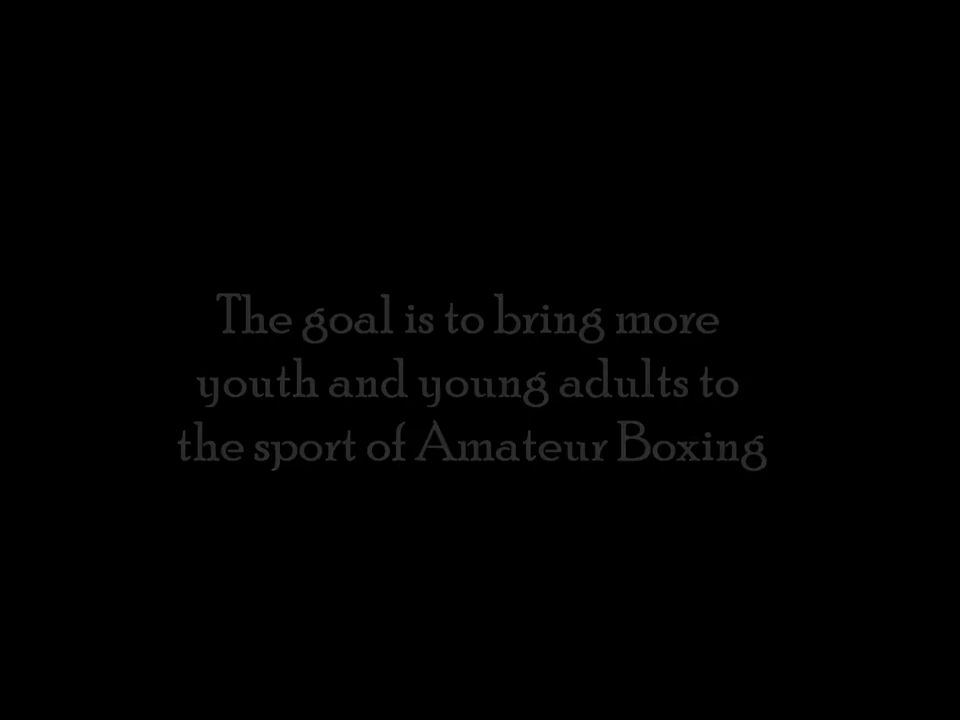 The goal is to bring more
youth and young adults to
the sport of Amateur Boxing